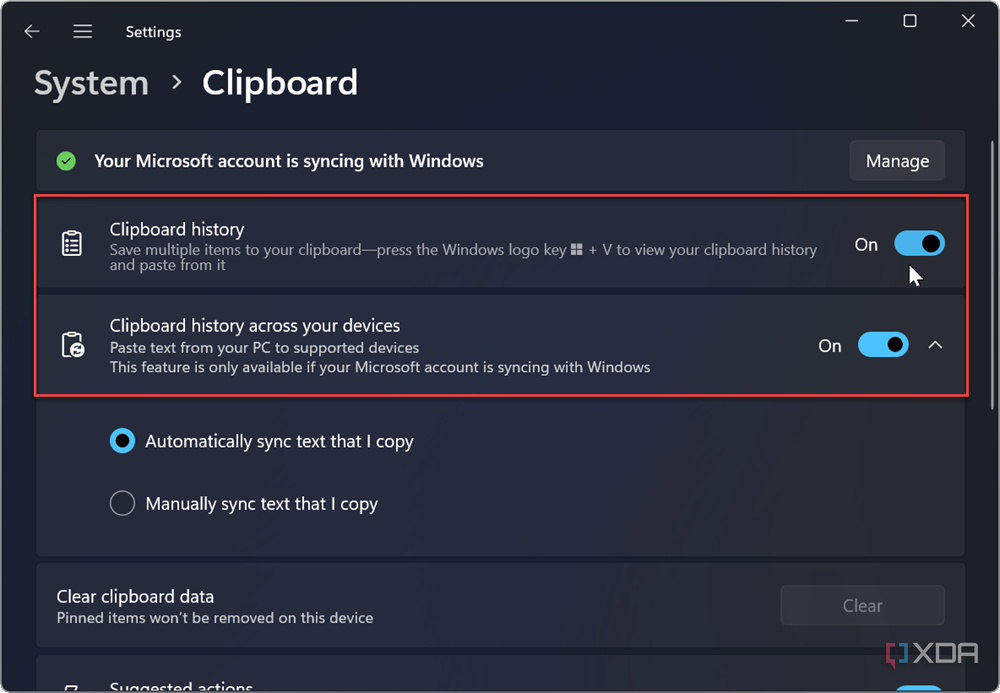 Settings
System > Clipboard
Your Microsoft account is syncing with Windows
Manage
Clipboard history
Save multiple items to your clipboard—press the Windows logo key + V to view your clipboard history
and paste from it
On
Clipboard history across your devices
Paste text from your PC to supported devices
This feature is only available if your Microsoft account is syncing with Windows
On
Automatically sync text that I copy
Manually sync text that I copy
Clear clipboard data
Pinned items won't be removed on this device
Clear
XDA
Suggested actions